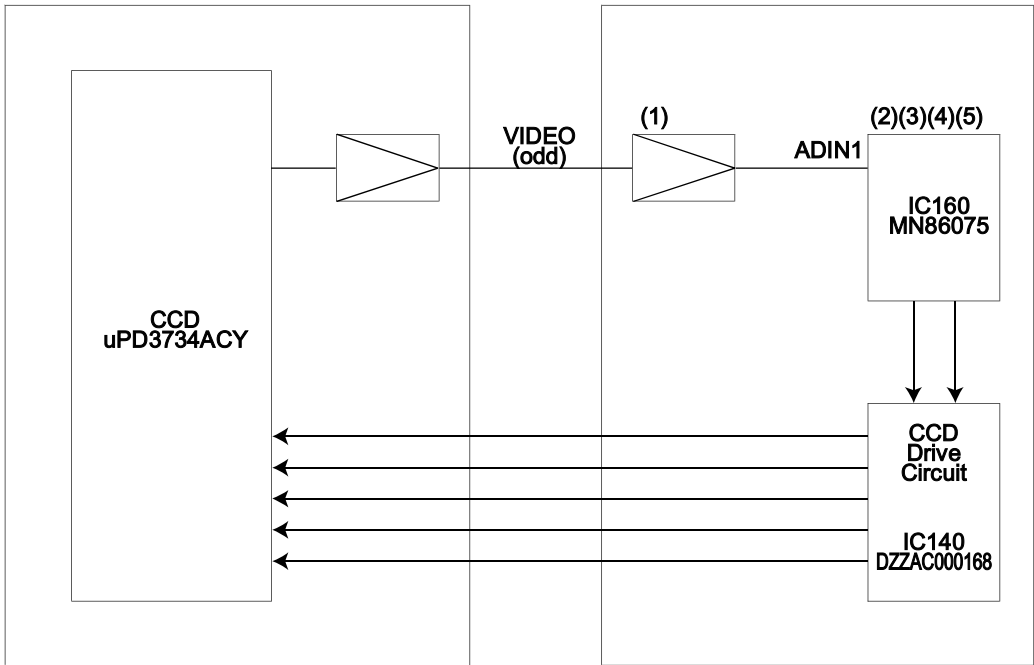 (1)
(2)(3)(4)(5)
VIDEO
(odd)
ADIN1
IC160
MN86075
CCD
uPD3734ACY
CCD
Drive
Circuit
IC140
DZZAC000168